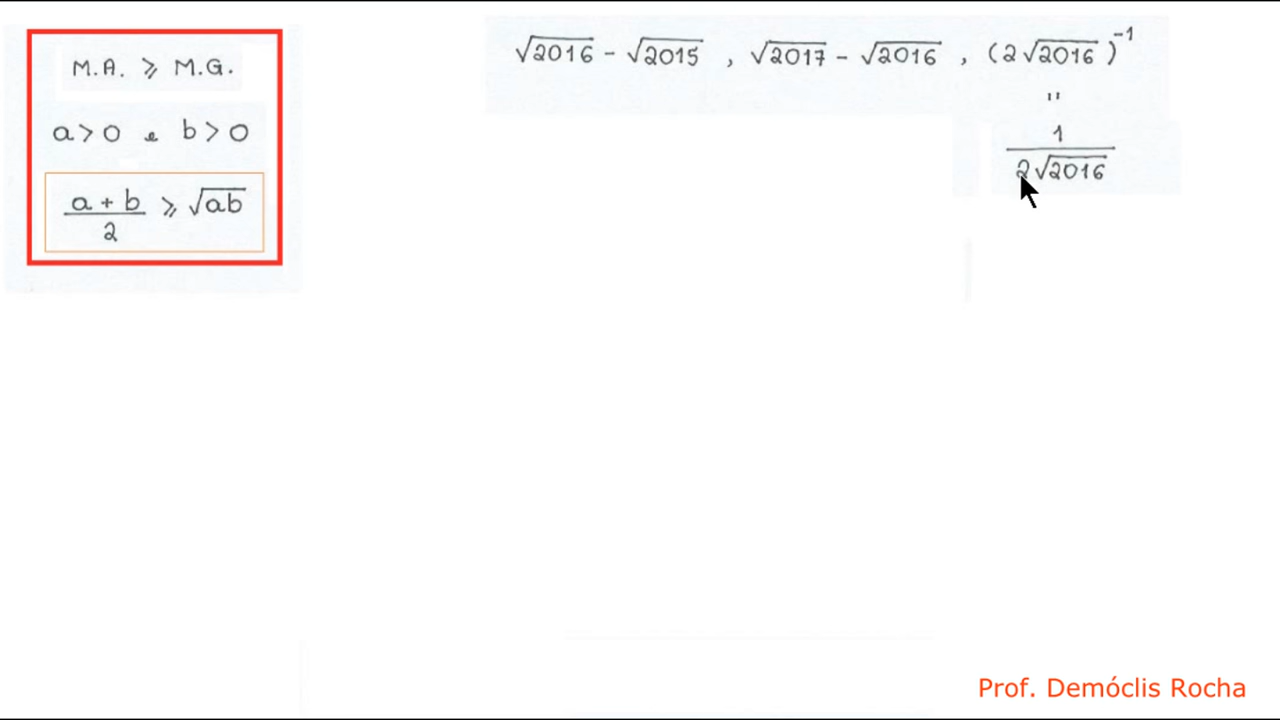 M.A. ⩾ M.G.
a > 0 e b > 0
a + b
2
⩾ √ab
√2016 - √2015 , √2017 - √2016 , (2√2016)⁻¹
"
1
2√2016
Prof. Demóclis Rocha